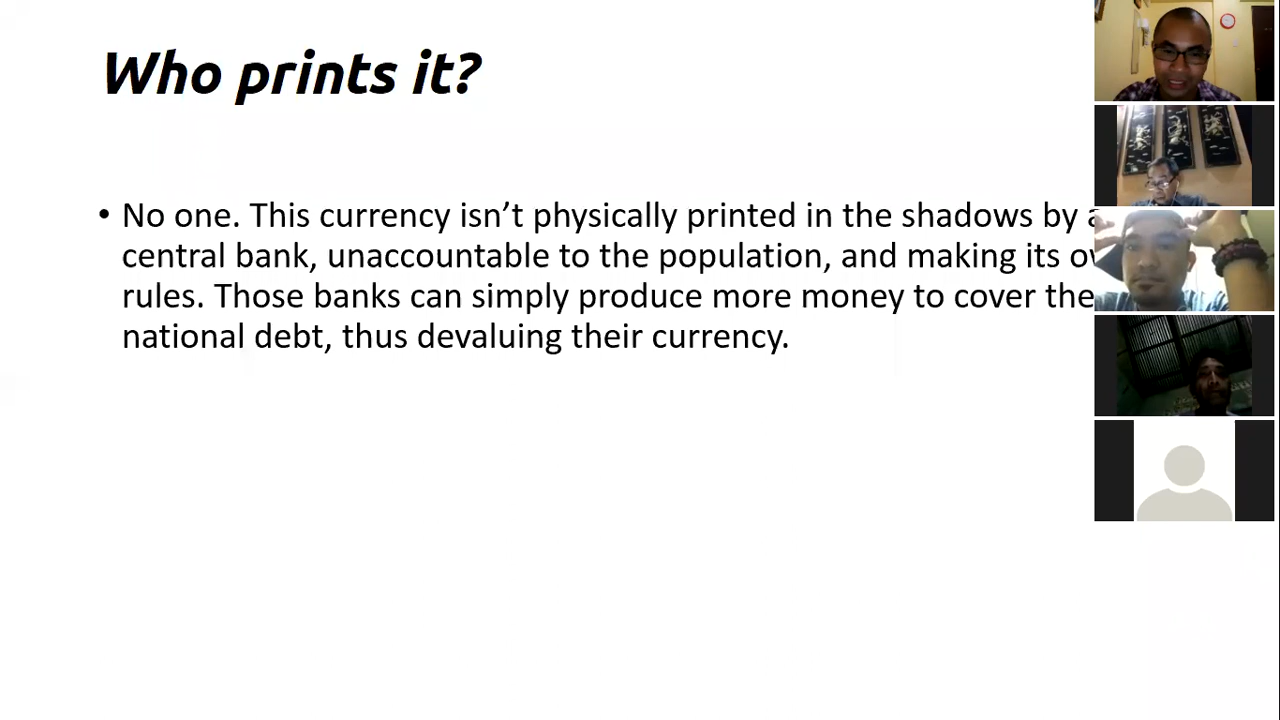 Who prints it?
• No one. This currency isn’t physically printed in the shadows by a
central bank, unaccountable to the population, and making its
rules. Those banks can simply produce more money to cover the
national debt, thus devaluing their currency.